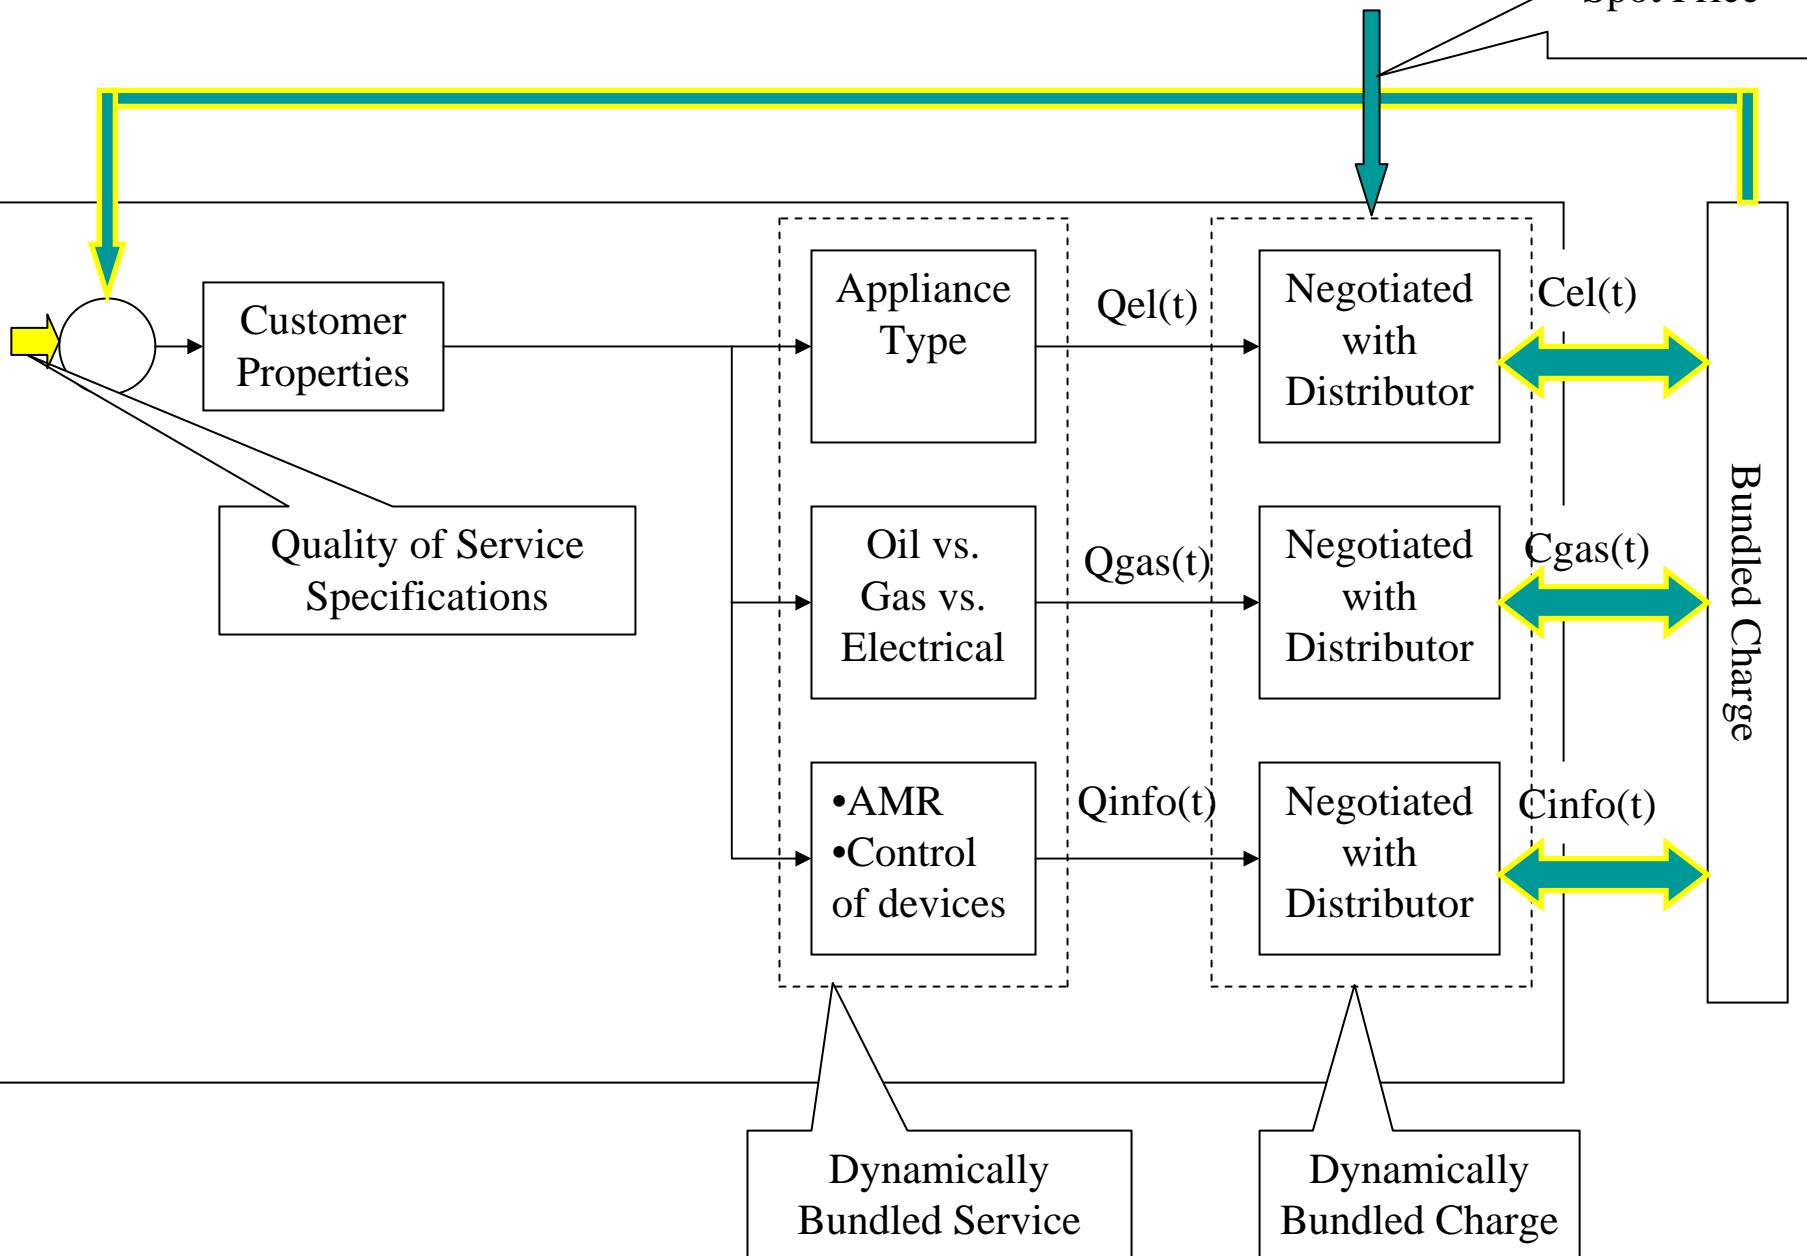 Spot Price
Customer
Properties
Quality of Service
Specifications
Appliance
Type
Qel(t)
Negotiated
with
Distributor
Cel(t)
Oil vs.
Gas vs.
Electrical
Qgas(t)
Negotiated
with
Distributor
Cgas(t)
•AMR
•Control
of devices
Qinfo(t)
Negotiated
with
Distributor
Cinfo(t)
Bundled Charge
Dynamically
Bundled Service
Dynamically
Bundled Charge